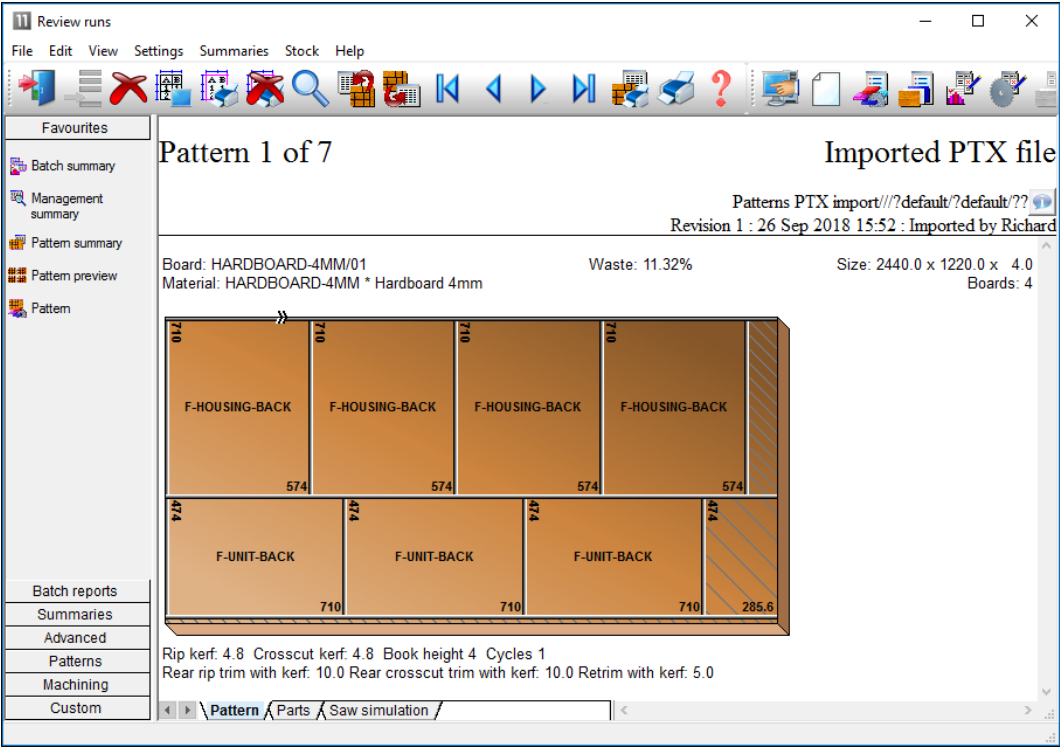 Review runs
File Edit View Settings Summaries Stock Help
Favourites
Batch summary
Management
summary
Pattern summary
Pattern preview
Pattern
Batch reports
Summaries
Advanced
Patterns
Machining
Custom
Pattern 1 of 7 Imported PTX file
Patterns PTX import///?default/?default/??
Revision 1 : 26 Sep 2018 15:52 : Imported by Richard
Board: HARDBOARD-4MM/01 Waste: 11.32% Size: 2440.0 x 1220.0 x 4.0
Material: HARDBOARD-4MM * Hardboard 4mm Boards: 4
710 710 710 710
F-HOUSING-BACK F-HOUSING-BACK F-HOUSING-BACK F-HOUSING-BACK
574 574 574 574
474 474 474 474
F-UNIT-BACK F-UNIT-BACK F-UNIT-BACK
710 710 710 285.6
Rip kerf: 4.8 Crosscut kerf: 4.8 Book height 4 Cycles 1
Rear rip trim with kerf: 10.0 Rear crosscut trim with kerf: 10.0 Retrim with kerf: 5.0
Pattern Parts Saw simulation